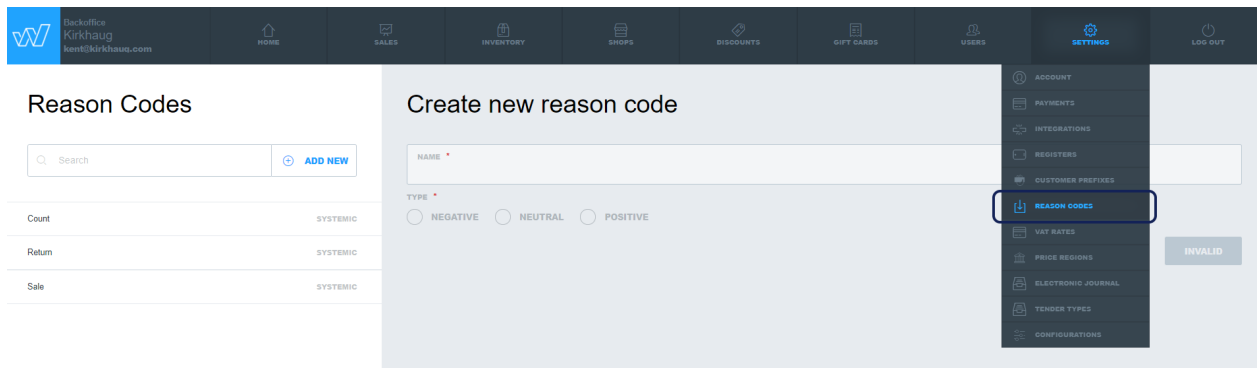 Backoffice
Kirkhaug
kent@kirkhaug.com
HOME
SALES
INVENTORY
SHOPS
DISCOUNTS
GIFT CARDS
USERS
SETTINGS
LOG OUT
Reason Codes
Search
ADD NEW
Count SYSTEMIC
Return SYSTEMIC
Sale SYSTEMIC
Create new reason code
NAME *
TYPE *
NEGATIVE NEUTRAL POSITIVE
INVALID
ACCOUNT
PAYMENTS
INTEGRATIONS
REGISTERS
CUSTOMER PREFIXES
REASON CODES
VAT RATES
PRICE REGIONS
ELECTRONIC JOURNAL
TENDER TYPES
CONFIGURATIONS